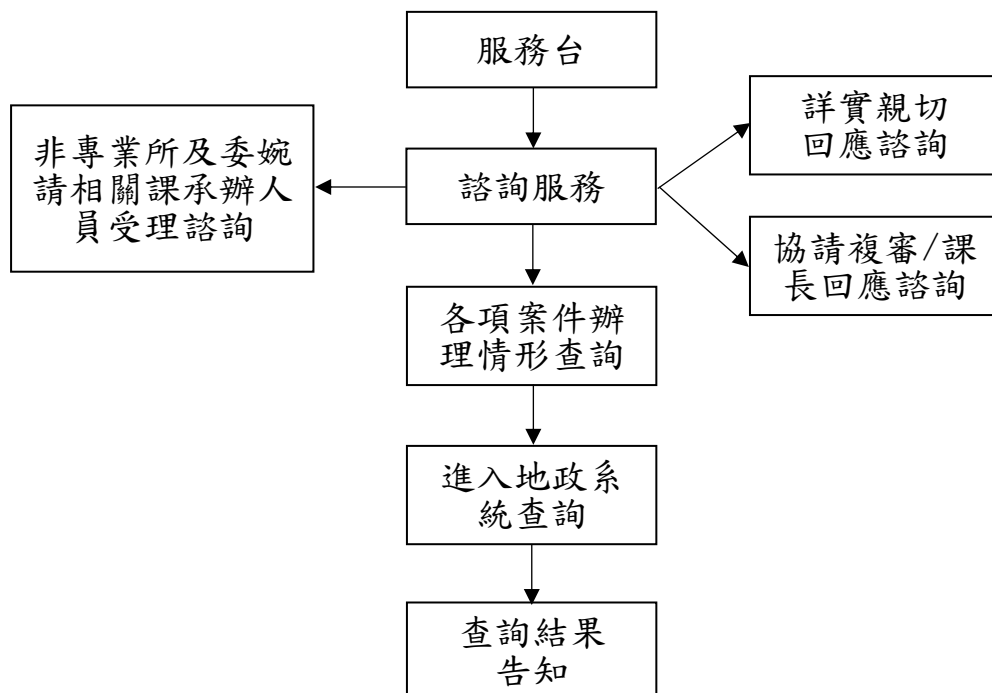 服務台
詳實親切
回應諮詢
非專業所及委婉
請相關課承辦人
員受理諮詢
諮詢服務
協請複審/課
長回應諮詢
各項案件辦
理情形查詢
進入地政系
統查詢
查詢結果
告知